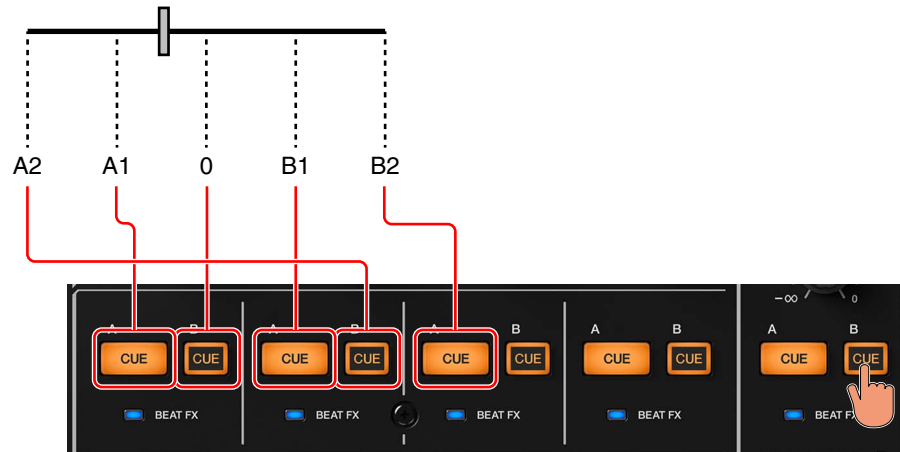 A2 A1 0 B1 B2
-∞ 0
A B A B A B A B A B
CUE CUE CUE CUE CUE CUE CUE CUE CUE CUE
BEAT FX BEAT FX BEAT FX BEAT FX BEAT F